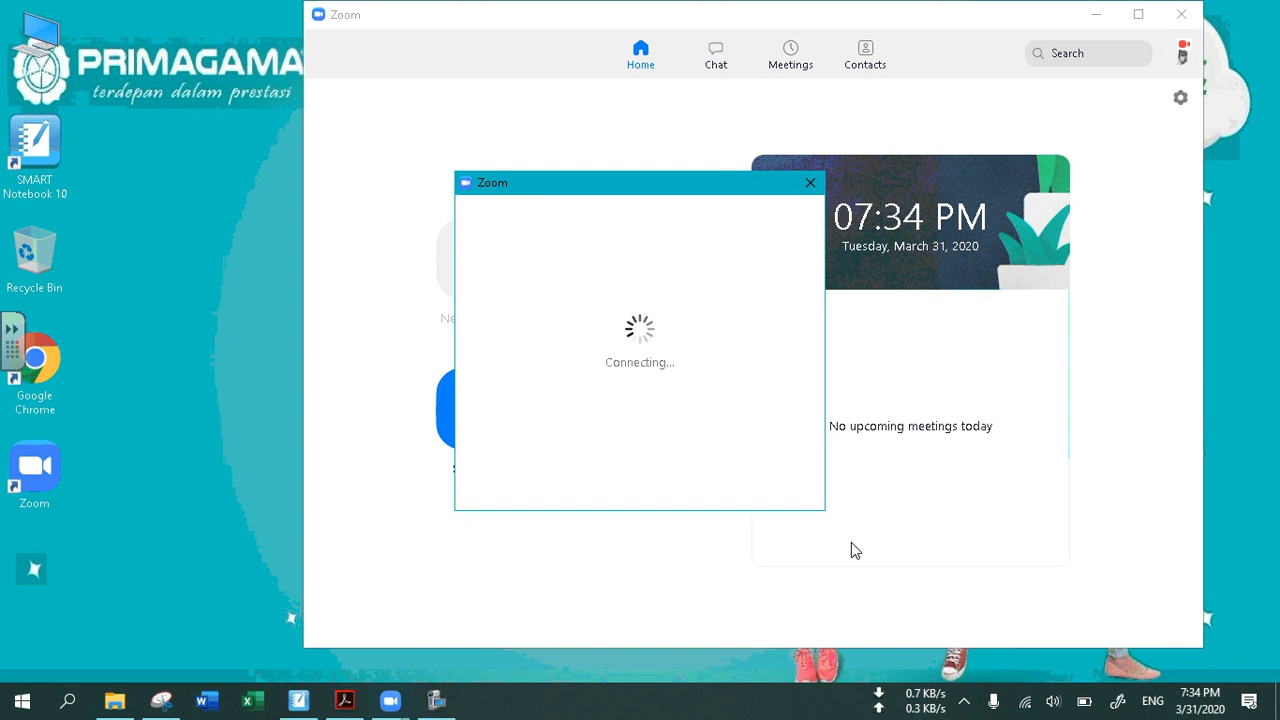 Zoom
PRIMAGAMA
terdepan dalam prestasi
Home
Chat
Meetings
Contacts
Search
SMART
Notebook 10
Recycle Bin
Google
Chrome
Zoom
Zoom
Connecting...
07:34 PM
Tuesday, March 31, 2020
No upcoming meetings today
Ne
0.7 KB/s
0.3 KB/s
ENG
7:34 PM
3/31/2020